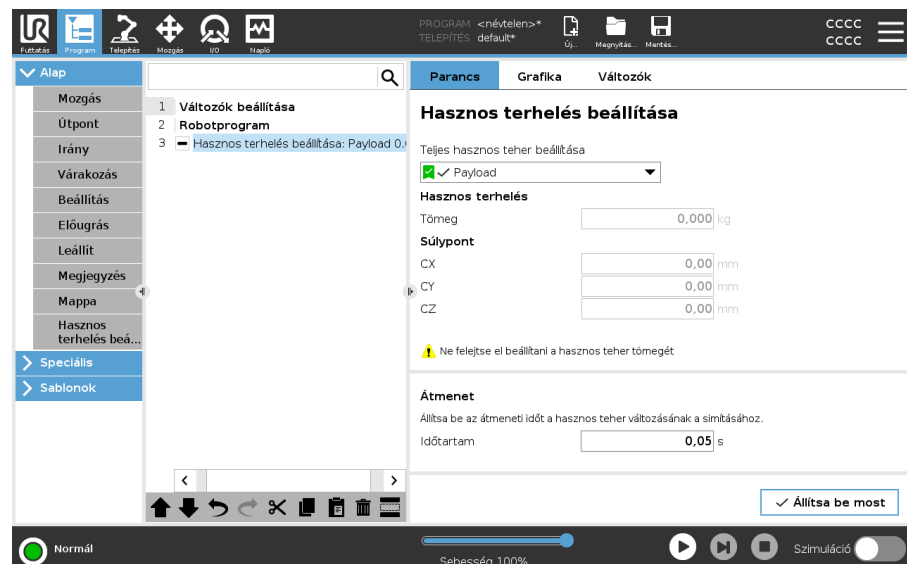 UR
PROGRAM <névtelen>*
TELEPÍTÉS default*
Futtatás
Program
Telepítés
Mozgás
I/O
Napló
Új...
Megnyitás...
Mentés...
CCCC
CCCC
Alap
Mozgás
Útpont
Irány
Várakozás
Beállítás
Előugrás
Leállít
Megjegyzés
Mappa
Hasznos
terhelés beá...
Speciális
Sablonok
1 Változók beállítása
2 Robotprogram
3 Hasznos terhelés beállítása: Payload 0.
Parancs
Grafika
Változók
Hasznos terhelés beállítása
Teljes hasznos teher beállítása
Payload
Hasznos terhelés
Tömeg 0,000 kg
Súlypont
CX 0,00 mm
CY 0,00 mm
CZ 0,00 mm
Ne felejtse el beállítani a hasznos teher tömegét
Átmenet
Állítsa be az átmeneti időt a hasznos teher változásának a simításához.
Időtartam 0,05 s
Állítsa be most
Normál
Sebesség 100%
Szimuláció